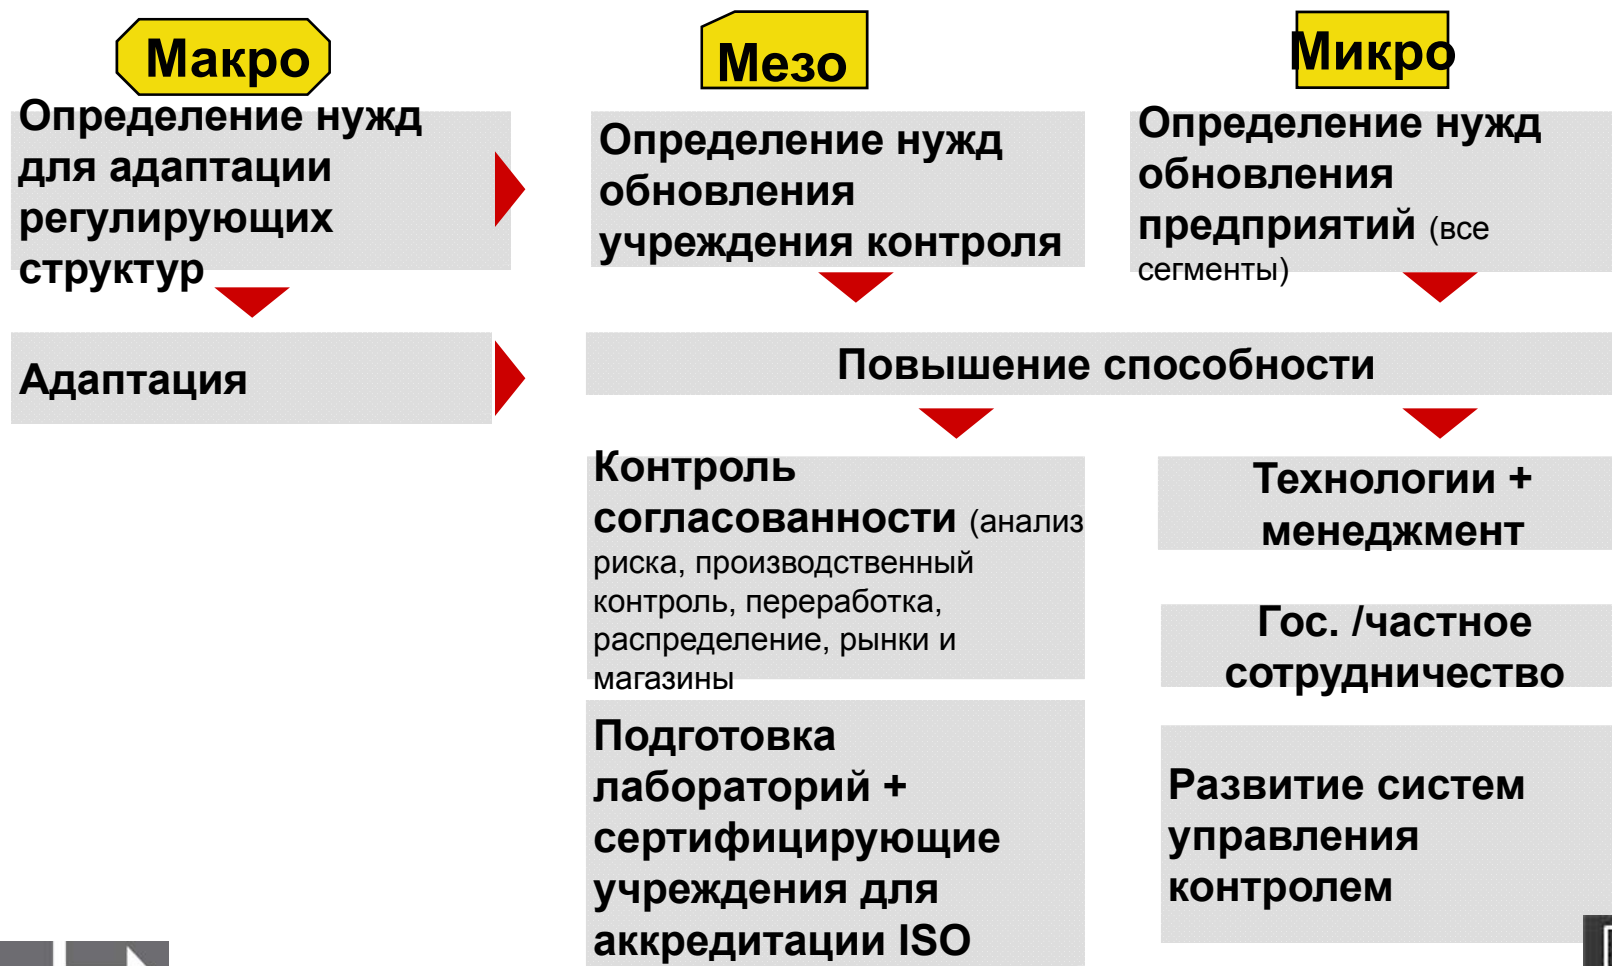 Макро
Мезо
Микро
Определение нужд
для адаптации
регулирующих
структур
Определение нужд
обновления
учреждения контроля
Определение нужд
обновления
предприятий (все
сегменты)
Адаптация
Повышение способности
Контроль
согласованности (анализ
риска, производственный
контроль, переработка,
распределение, рынки и
магазины
Технологии +
менеджмент
Гос. /частное
сотрудничество
Подготовка
лабораторий +
сертифицирующие
учреждения для
аккредитации ISO
Развитие систем
управления
контролем